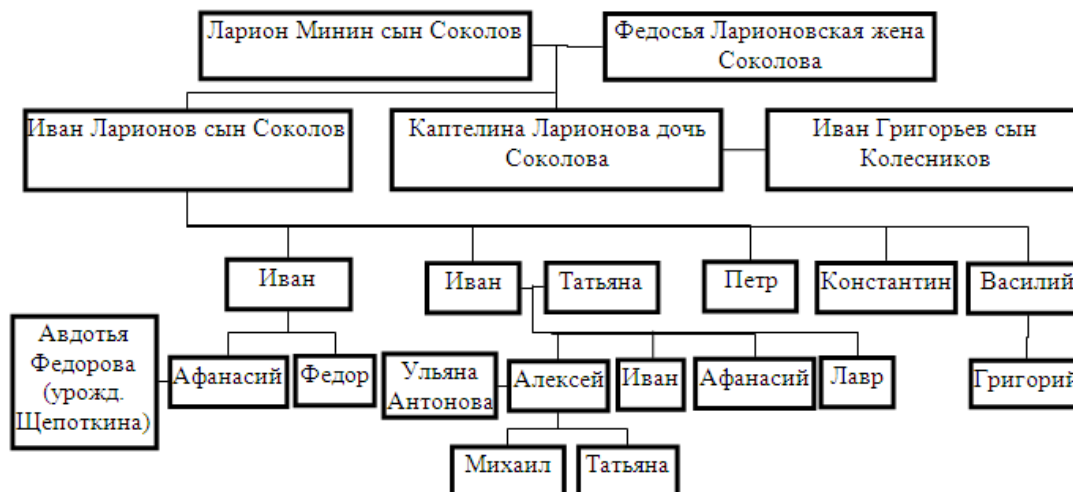 Ларион Минин сын Соколов
Федосья Ларионовская жена
Соколова
Иван Ларионов сын Соколов
Каптелина Ларионова дочь
Соколова
Иван Григорьев сын
Колесников
Иван
Иван
Татьяна
Петр
Константин
Василий
Авдотья
Федорова
(урожд.
Щепоткина)
Афанасий
Федор
Ульяна
Антонова
Алексей
Иван
Афанасий
Лавр
Григорий
Михаил
Татьяна